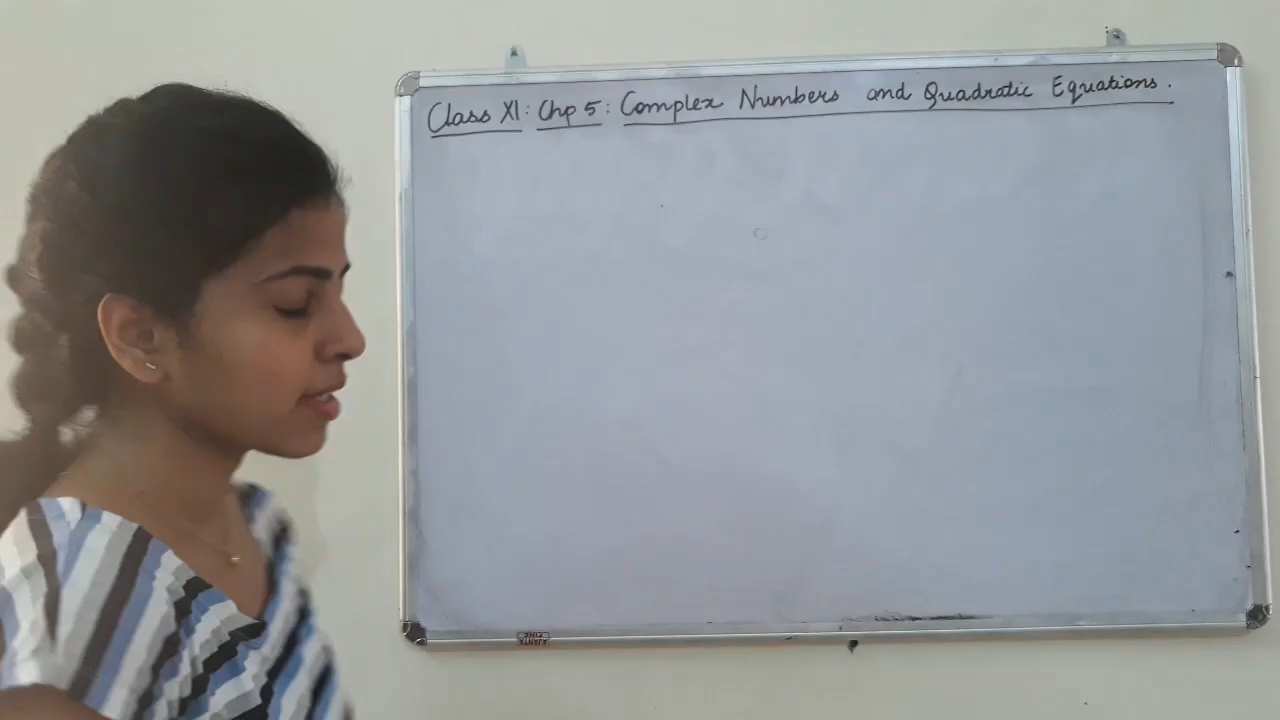 Class XI : Chp 5 : Complex Numbers and Quadratic Equations.